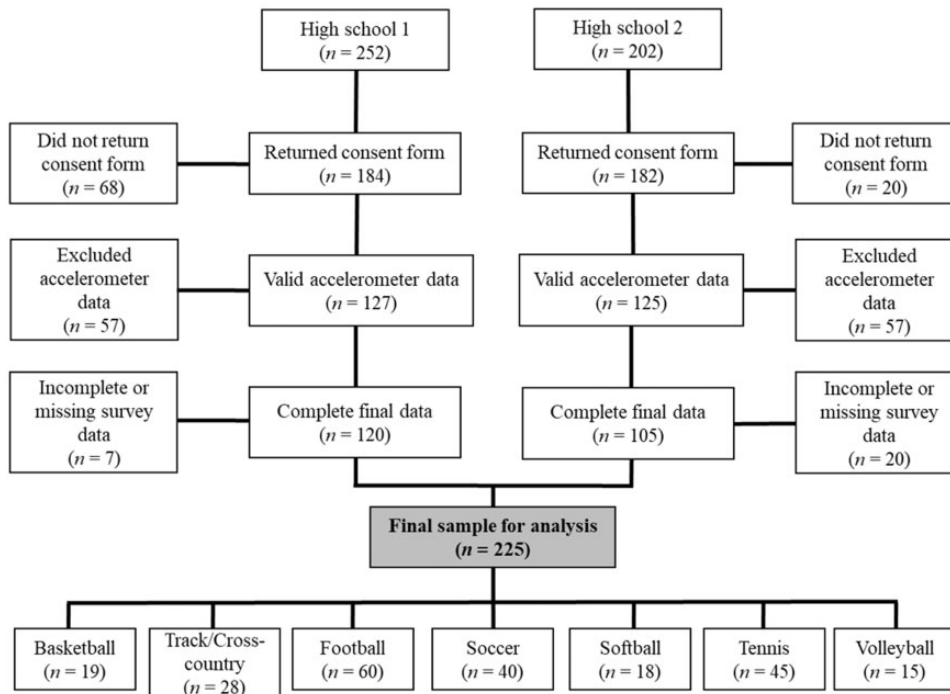 High school 1
(n = 252)
High school 2
(n = 202)
Did not return
consent form
(n = 68)
Returned consent form
(n = 184)
Returned consent form
(n = 182)
Did not return
consent form
(n = 20)
Excluded
accelerometer
data
(n = 57)
Valid accelerometer data
(n = 127)
Valid accelerometer data
(n = 125)
Excluded
accelerometer
data
(n = 57)
Incomplete or
missing survey
data
(n = 7)
Complete final data
(n = 120)
Complete final data
(n = 105)
Incomplete or
missing survey
data
(n = 20)
Final sample for analysis
(n = 225)
Basketball
(n = 19)
Track/Cross-
country
(n = 28)
Football
(n = 60)
Soccer
(n = 40)
Softball
(n = 18)
Tennis
(n = 45)
Volleyball
(n = 15)